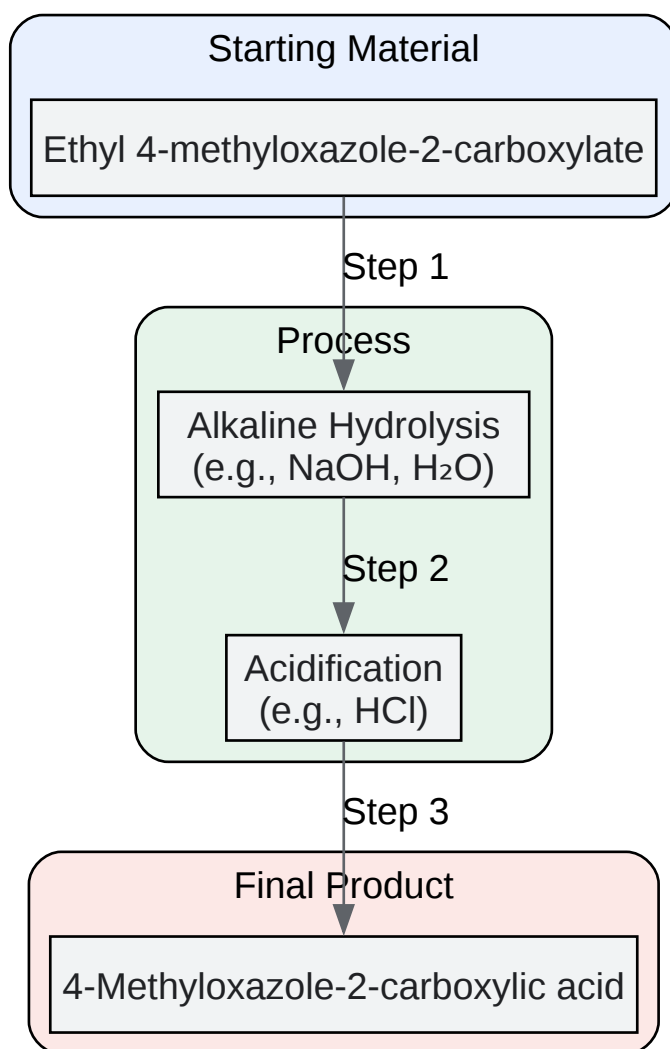 Starting Material
Ethyl 4-methyloxazole-2-carboxylate
Step 1
Process
Alkaline Hydrolysis
(e.g., NaOH, H₂O)
Step 2
Acidification
(e.g., HCl)
Step 3
Final Product
4-Methyloxazole-2-carboxylic acid